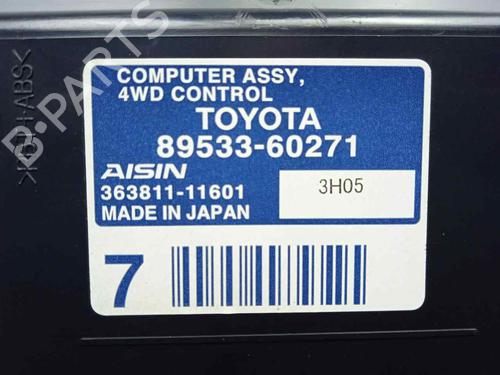 COMPUTER ASSY,
4WD CONTROL
TOYOTA
89533-60271
AISIN
363811-11601
3H05
MADE IN JAPAN
7
B-PARTS